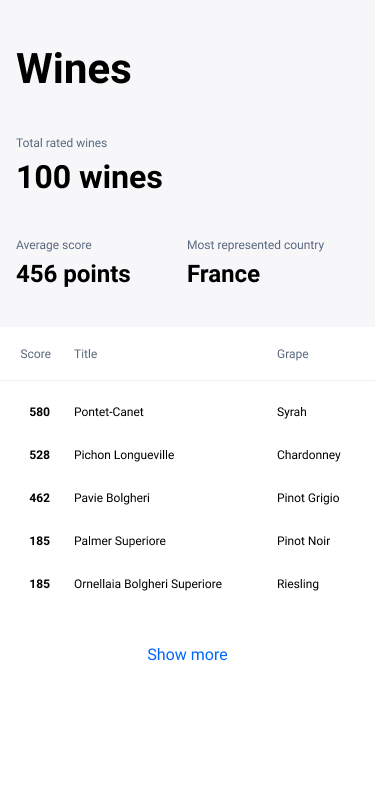 Wines
Total rated wines
100 wines
Average score Most represented country
456 points France
Score Title Grape
580 Pontet-Canet Syrah
528 Pichon Longueville Chardonney
462 Pavie Bolgheri Pinot Grigio
185 Palmer Superiore Pinot Noir
185 Ornellaia Bolgheri Superiore Riesling
Show more